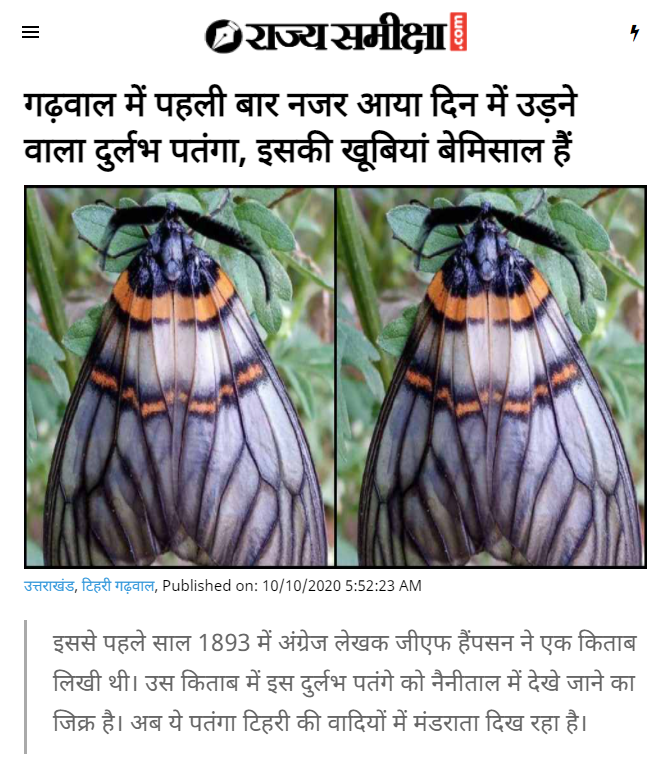 राज्य समीक्षा .com
गढ़वाल में पहली बार नजर आया दिन में उड़ने
वाला दुर्लभ पतंगा, इसकी खूबियां बेमिसाल हैं
उत्तराखंड, टिहरी गढ़वाल, Published on: 10/10/2020 5:52:23 AM
इससे पहले साल 1893 में अंग्रेज लेखक जीएफ हैंपसन ने एक किताब
लिखी थी। उस किताब में इस दुर्लभ पतंगे को नैनीताल में देखे जाने का
जिक्र है। अब ये पतंगा टिहरी की वादियों में मंडराता दिख रहा है।